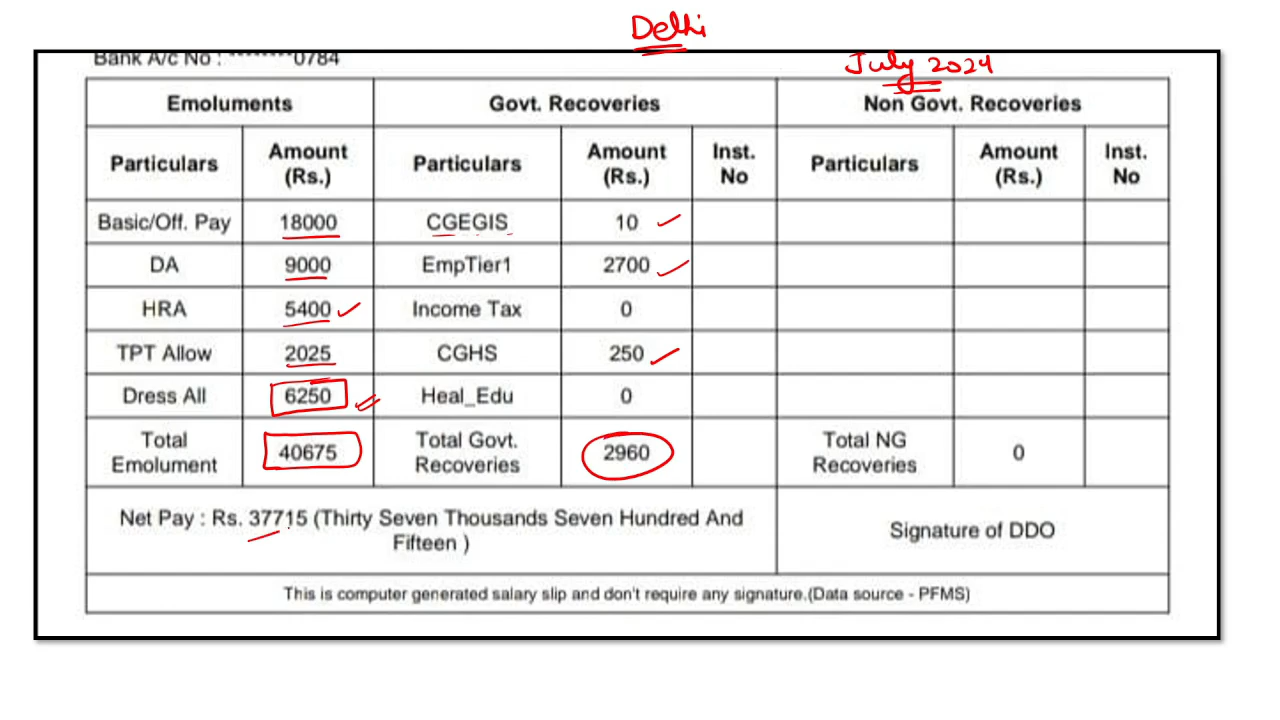 Delhi
Bank A/c No : ********0784
July 2024
Emoluments Govt. Recoveries Non Govt. Recoveries
Particulars Amount (Rs.) Particulars Amount (Rs.) Inst. No Particulars Amount (Rs.) Inst. No
Basic/Off. Pay 18000 CGEGIS 10
DA 9000 EmpTier1 2700
HRA 5400 Income Tax 0
TPT Allow 2025 CGHS 250
Dress All 6250 Heal_Edu 0
Total Emolument 40675 Total Govt. Recoveries 2960 Total NG Recoveries 0
Net Pay : Rs. 37715 (Thirty Seven Thousands Seven Hundred And
Fifteen )
Signature of DDO
This is computer generated salary slip and don't require any signature.(Data source - PFMS)